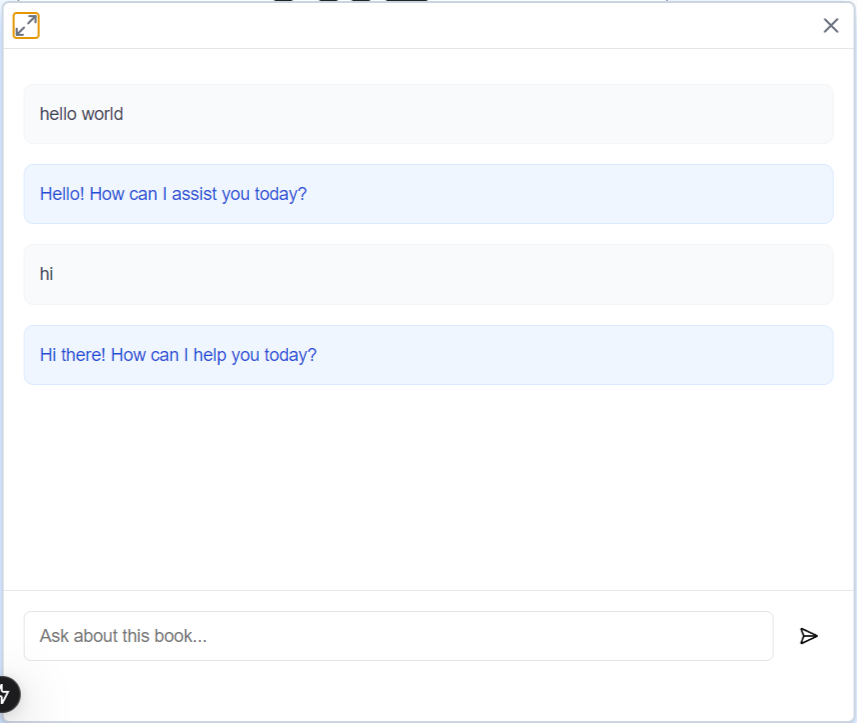 hello world
Hello! How can I assist you today?
hi
Hi there! How can I help you today?
Ask about this book...